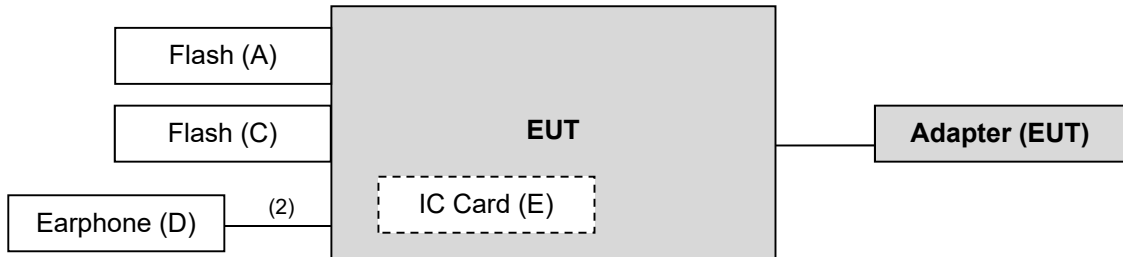 Flash (A)
Flash (C)
EUT
Adapter (EUT)
IC Card (E)
Earphone (D)
(2)